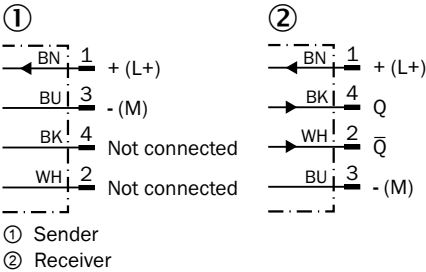 ① ②
BN 1 + (L+)
BU 3 - (M)
BK 4 Not connected
WH 2 Not connected
BN 1 + (L+)
BK 4 Q
WH 2 Q̅
BU 3 - (M)
① Sender
② Receiver